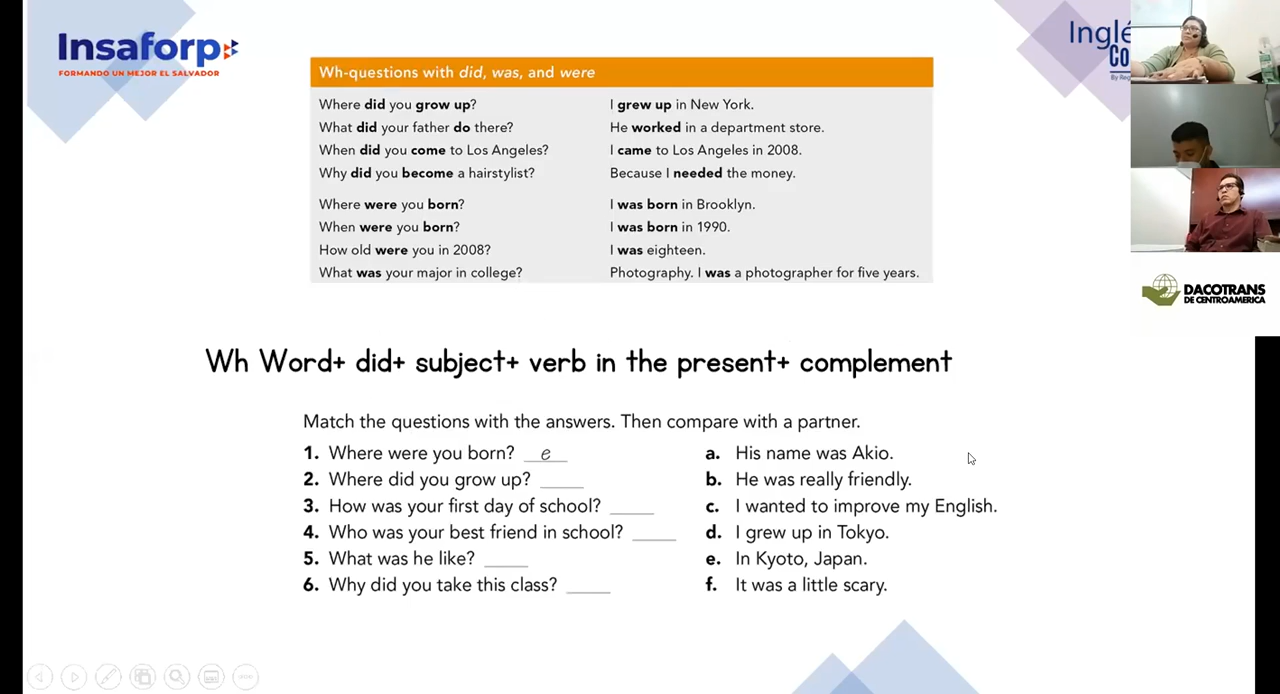 Insaforp
FORMANDO UN MEJOR EL SALVADOR
Inglé
Co
By Reg
Wh-questions with did, was, and were
Where did you grow up? I grew up in New York.
What did your father do there? He worked in a department store.
When did you come to Los Angeles? I came to Los Angeles in 2008.
Why did you become a hairstylist? Because I needed the money.
Where were you born? I was born in Brooklyn.
When were you born? I was born in 1990.
How old were you in 2008? I was eighteen.
What was your major in college? Photography. I was a photographer for five years.
DACOTRANS
DE CENTROAMERICA
Wh Word+ did+ subject+ verb in the present+ complement
Match the questions with the answers. Then compare with a partner.
1. Where were you born? e a. His name was Akio.
2. Where did you grow up? b. He was really friendly.
3. How was your first day of school? c. I wanted to improve my English.
4. Who was your best friend in school? d. I grew up in Tokyo.
5. What was he like? e. In Kyoto, Japan.
6. Why did you take this class? f. It was a little scary.